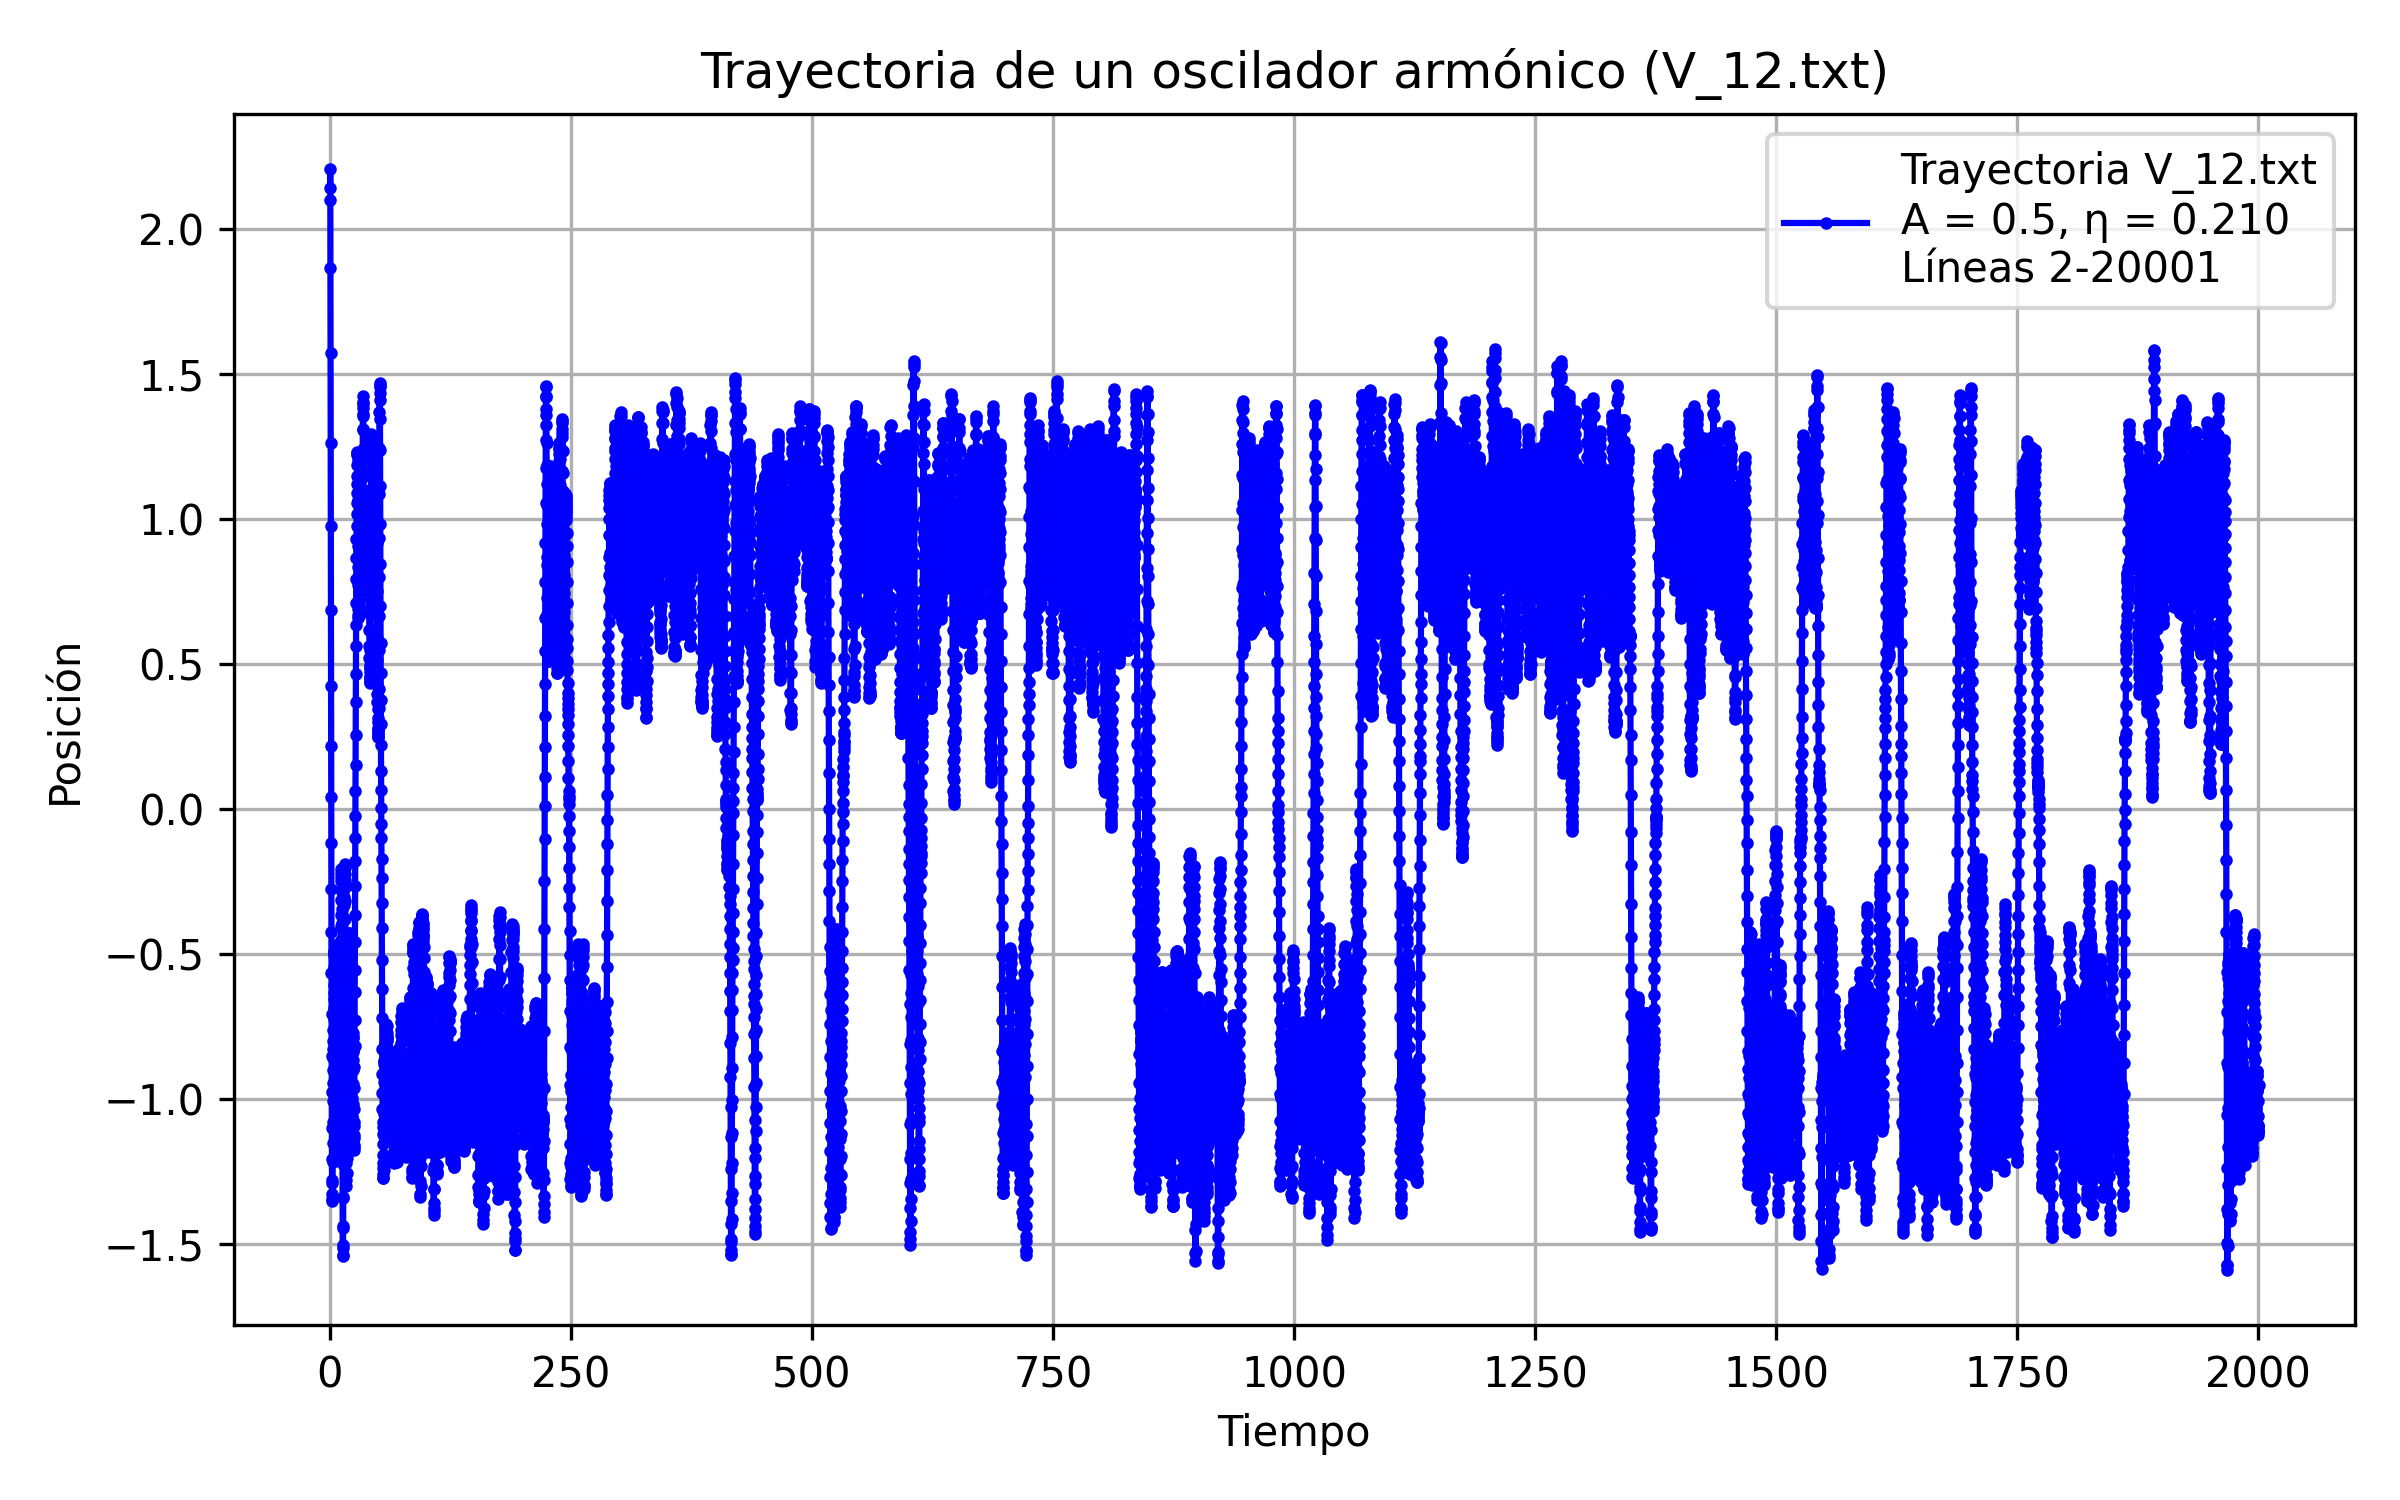 Trayectoria de un oscilador armónico (V_12.txt)
Trayectoria V_12.txt
A = 0.5, η = 0.210
Líneas 2-20001
2.0
1.5
1.0
0.5
0.0
−0.5
−1.0
−1.5
Posición
0 250 500 750 1000 1250 1500 1750 2000
Tiempo